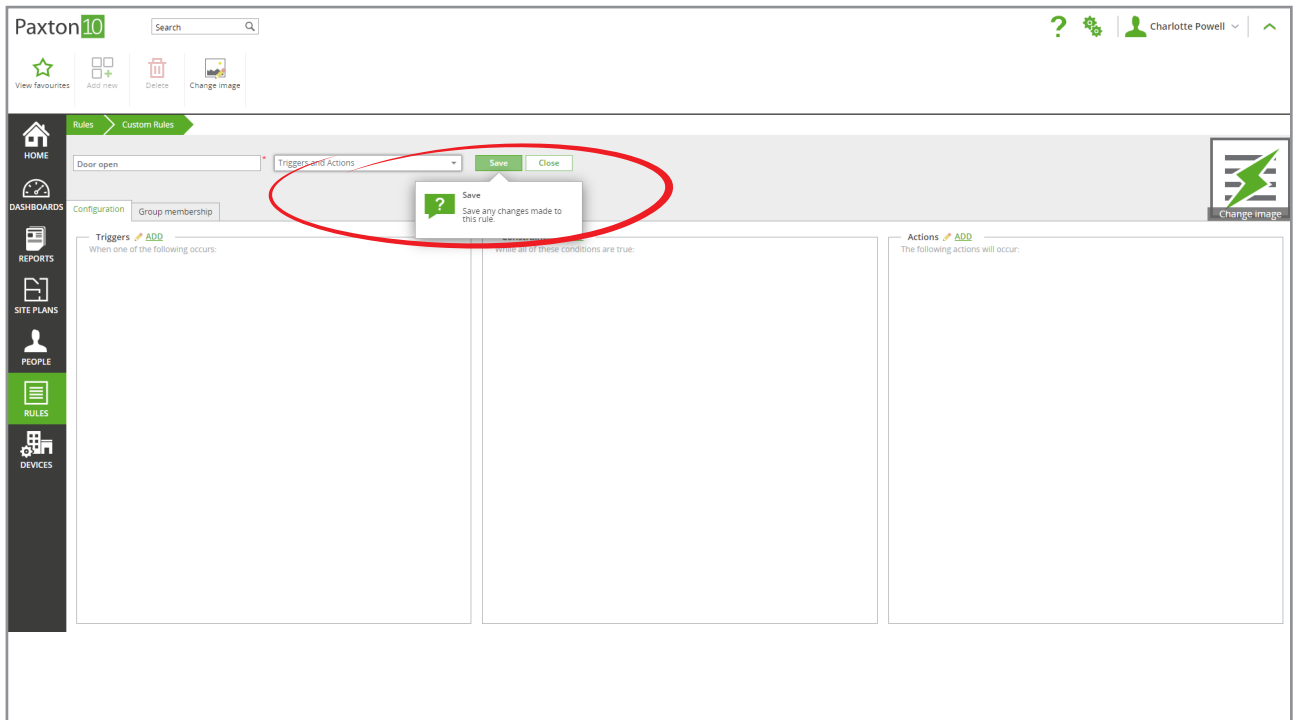 Paxton10
Search
Charlotte Powell
View favourites
Add new
Delete
Change image
Rules
Custom Rules
HOME
Door open
*
Triggers and Actions
Save
Close
Save
Save any changes made to
this rule.
Change image
DASHBOARDS
Configuration
Group membership
REPORTS
Triggers ADD
When one of the following occurs:
While all of these conditions are true:
Actions ADD
The following actions will occur:
SITE PLANS
PEOPLE
RULES
DEVICES